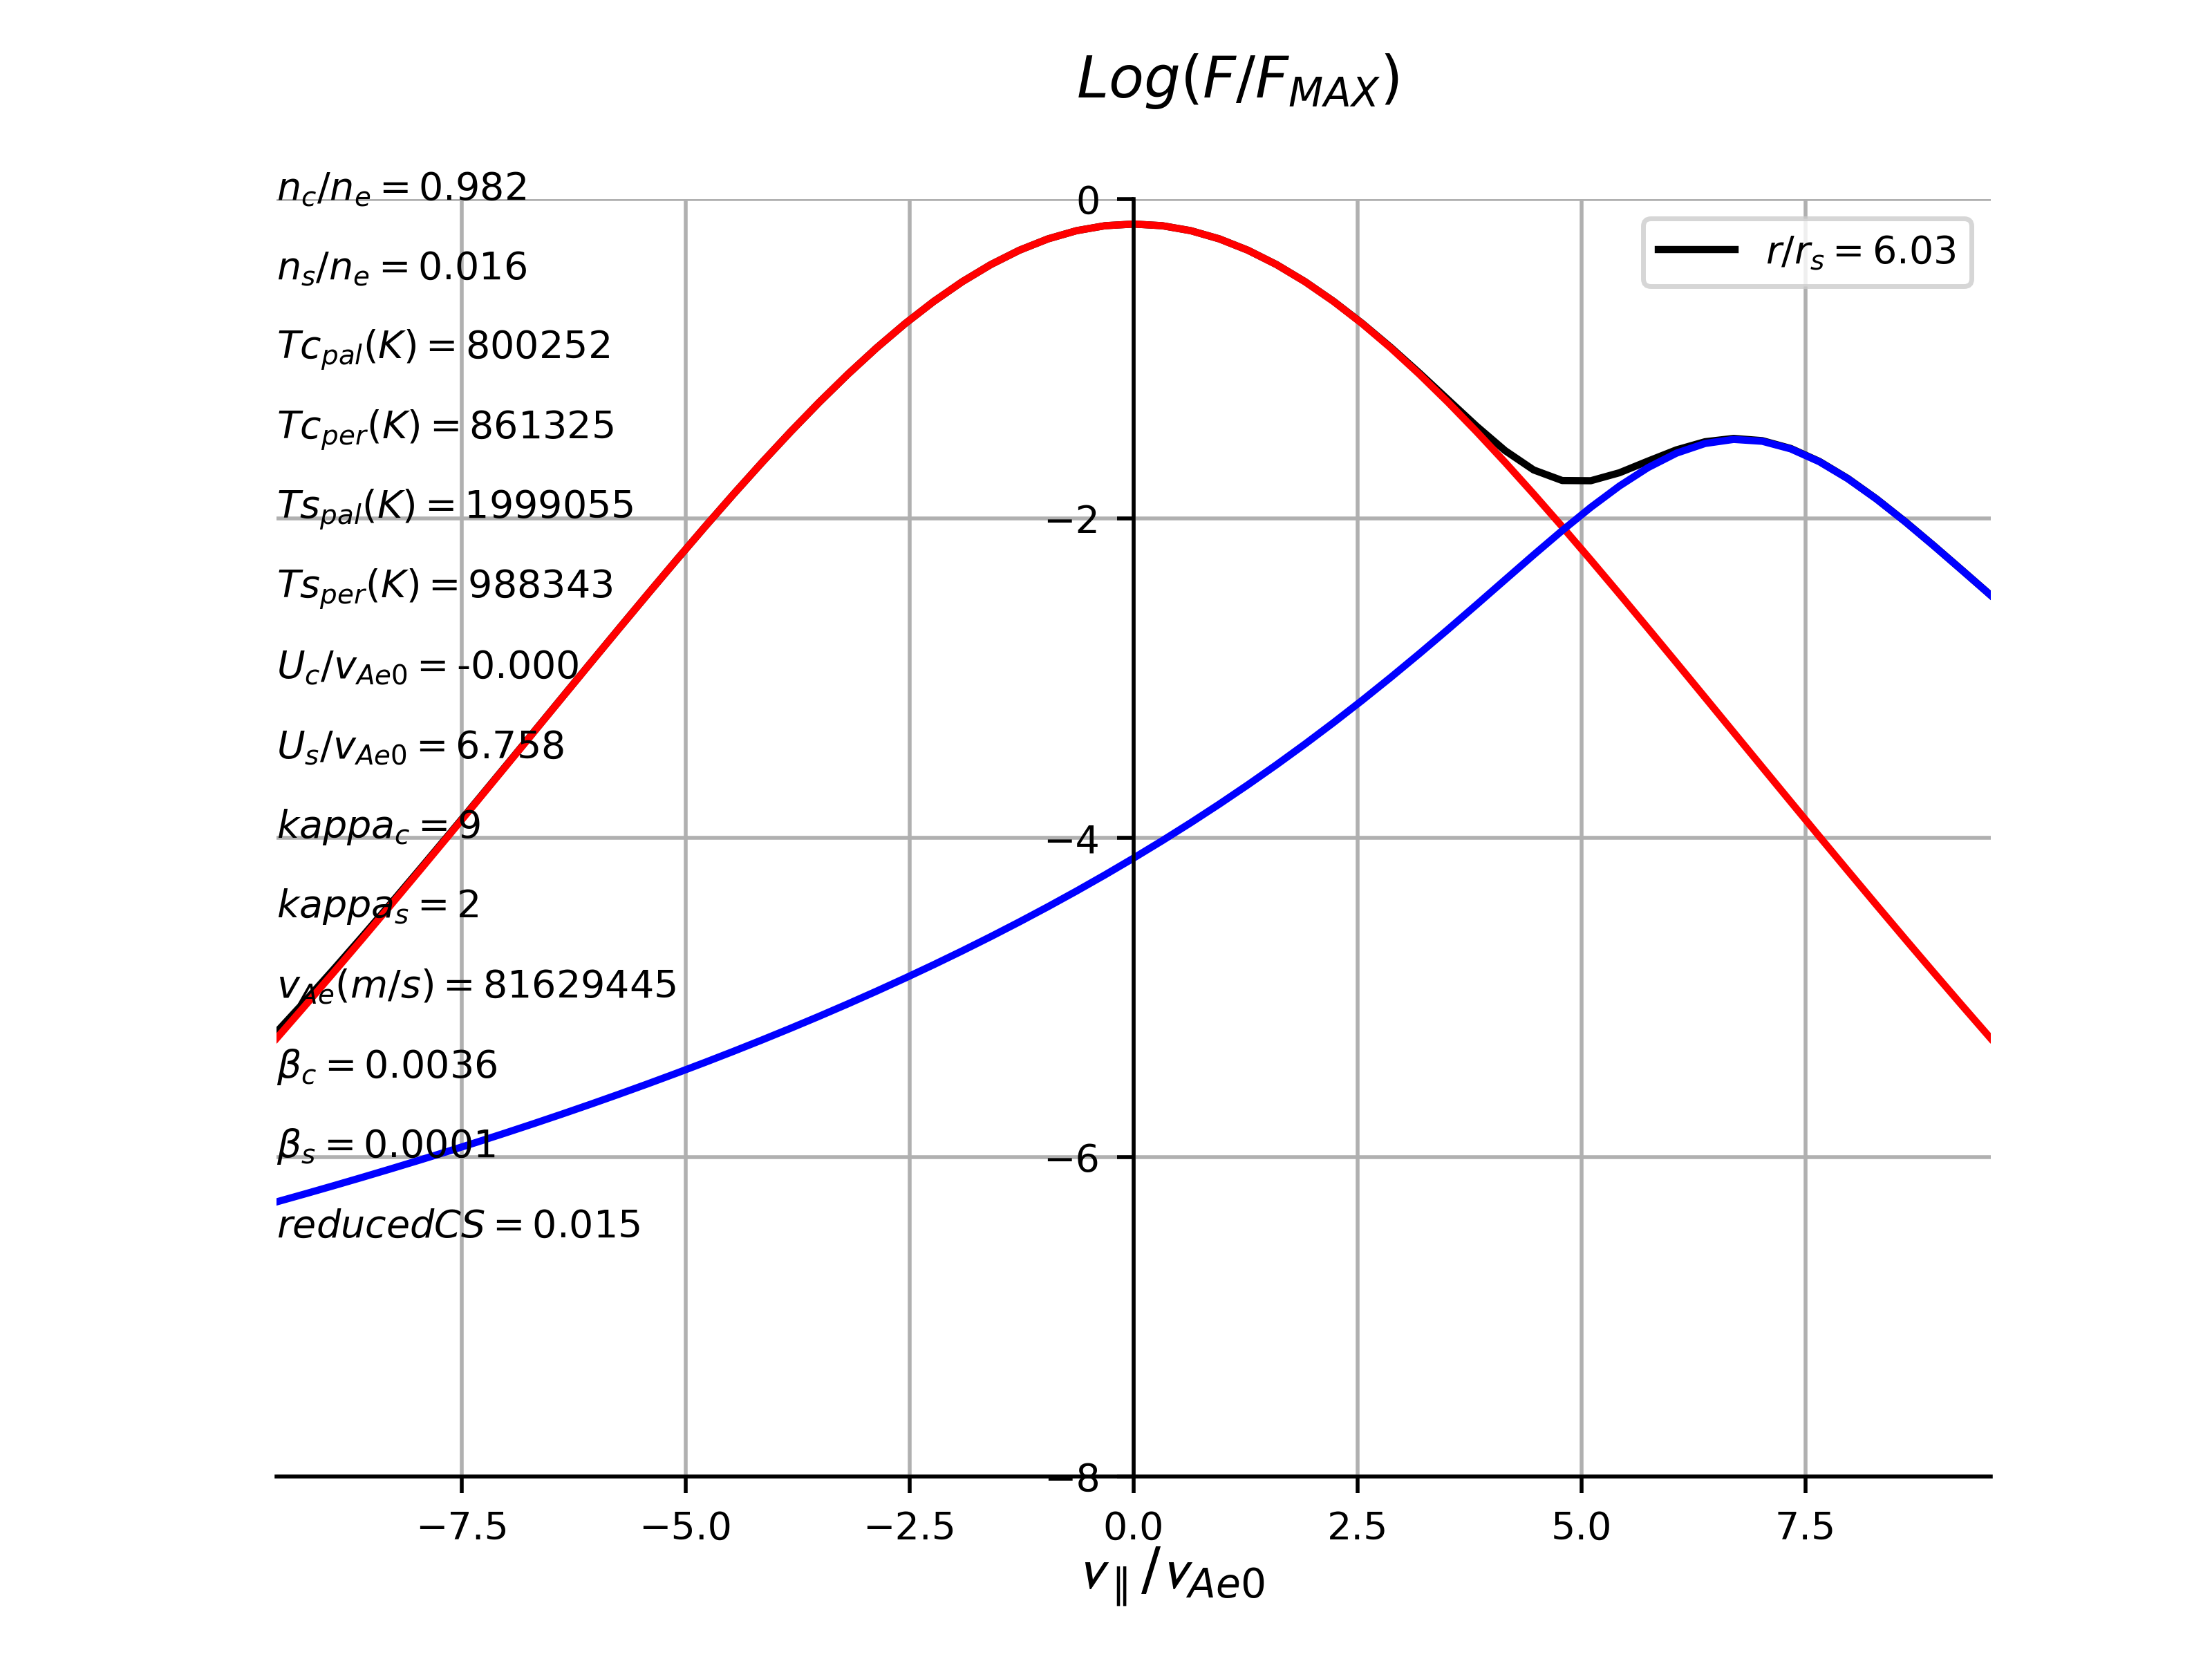 Log(F/F_MAX)
n_c/n_e = 0.982
n_s/n_e = 0.016
Tc_pal(K) = 800252
Tc_per(K) = 861325
Ts_pal(K) = 1999055
Ts_per(K) = 988343
U_c/v_Ae0 = -0.000
U_s/v_Ae0 = 6.758
kappa_c = 9
kappa_s = 2
v_Ae(m/s) = 81629445
β_c = 0.0036
β_s = 0.0001
reducedCS = 0.015
r/r_s = 6.03
0
−2
−4
−6
−8
−7.5 −5.0 −2.5 0.0 2.5 5.0 7.5
v_∥/v_Ae0